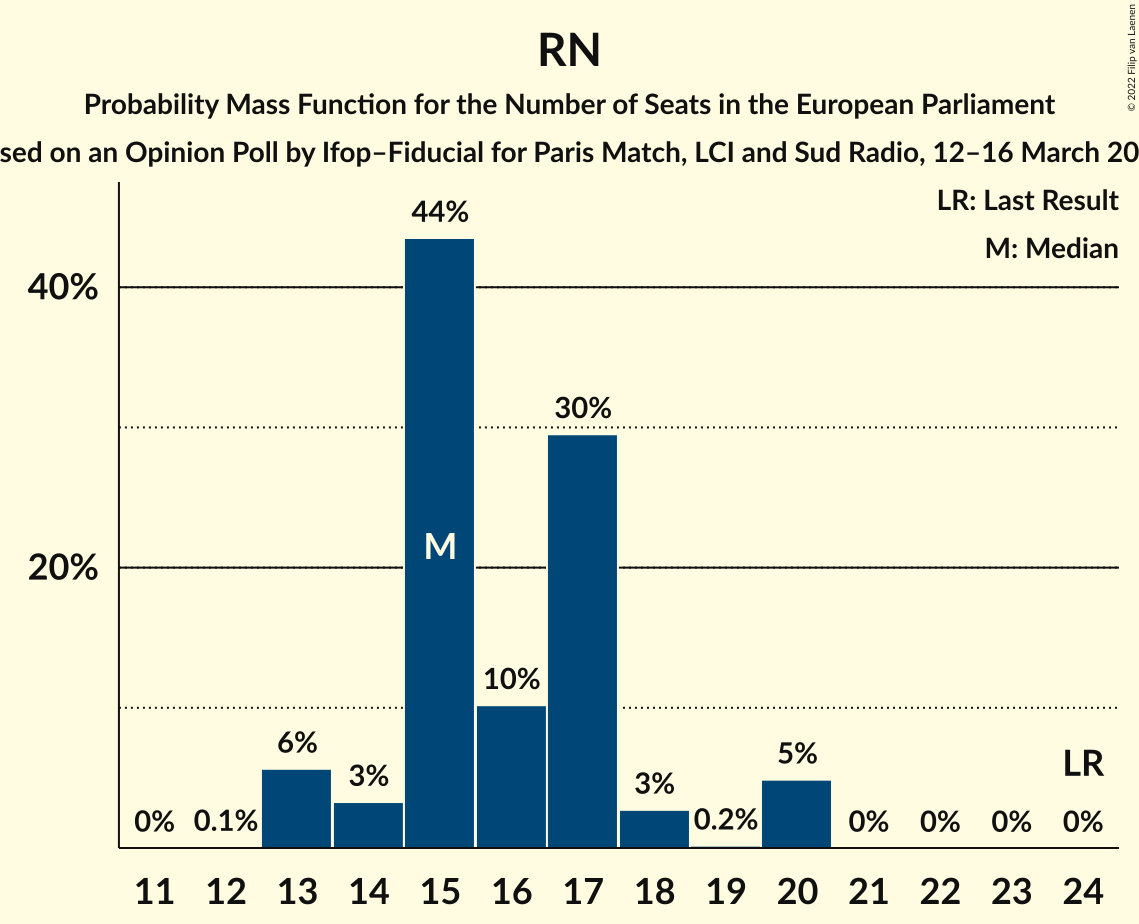 RN
Probability Mass Function for the Number of Seats in the European Parliament
sed on an Opinion Poll by Ifop–Fiducial for Paris Match, LCI and Sud Radio, 12–16 March 20
© 2022 Filip van Laenen
LR: Last Result
M: Median
40%
20%
44%
30%
M
10%
6%
3%
3%
5%
LR
0%
0.1%
0.2%
0%
0%
0%
0%
11 12 13 14 15 16 17 18 19 20 21 22 23 24